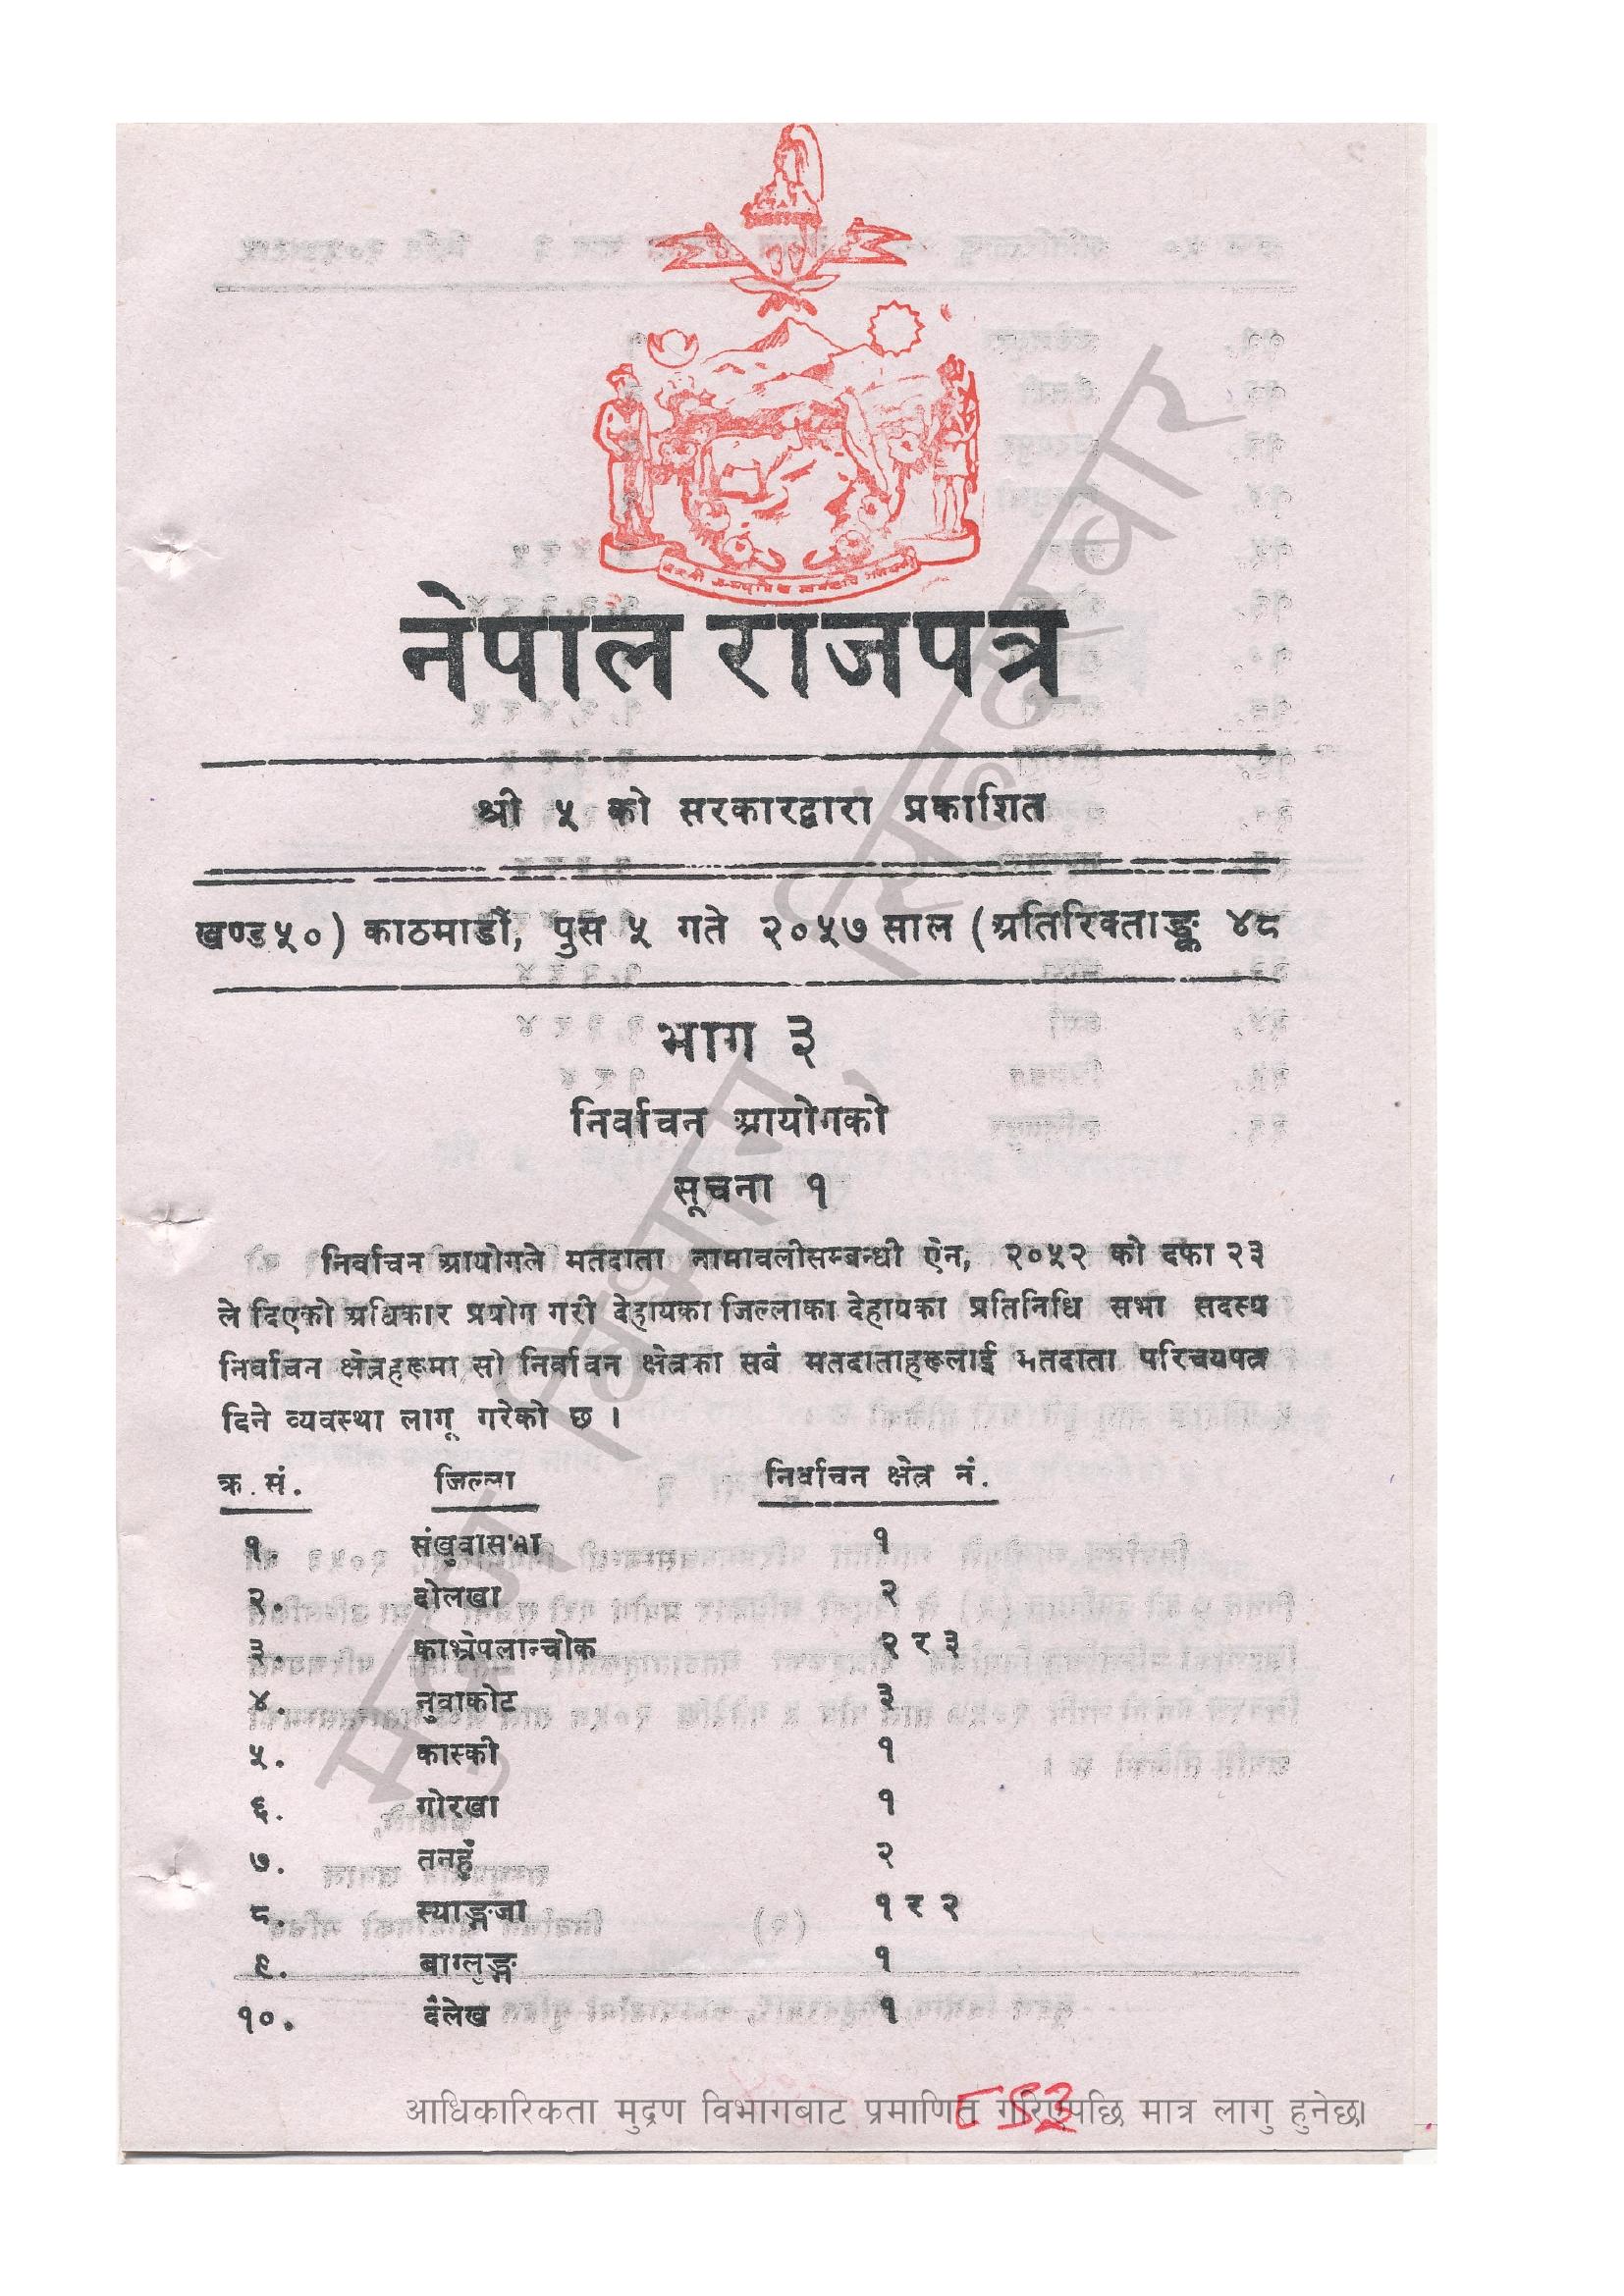 नेपाल राजपत्र
श्री ५ को सरकारद्वारा प्रकाशित
खण्ड ५०) काठमाडौं, पुस ५ गते २०५७ साल (अतिरिक्ताङ्क ४८
भाग ३
निर्वाचन आयोगको
सूचना १
निर्वाचन आयोगले मतदाता नामावलीसम्बन्धी ऐन, २०५२ को दफा २३
ले दिएको अधिकार प्रयोग गरी देहायका जिल्लाका देहायका प्रतिनिधि सभा सदस्य
निर्वाचन क्षेत्रहरूमा सो निर्वाचन क्षेत्रका सबै मतदाताहरूलाई मतदाता परिचयपत्र
दिने व्यवस्था लागू गरेको छ ।
क्र. सं. जिल्ला निर्वाचन क्षेत्र नं.
१. संखुवासभा १
२. दोलखा २
३. काभ्रेपलान्चोक २ र ३
४. नुवाकोट ३
५. कास्की १
६. गोरखा १
७. तनहुँ २
८. स्याङ्गजा १ र २
९. बाग्लुङ्ग १
१०. दैलेख १
मुद्रण विभाग, सिंहदरबार
आधिकारिकता मुद्रण विभागबाट प्रमाणित गरिएपछि मात्र लागु हुनेछ।